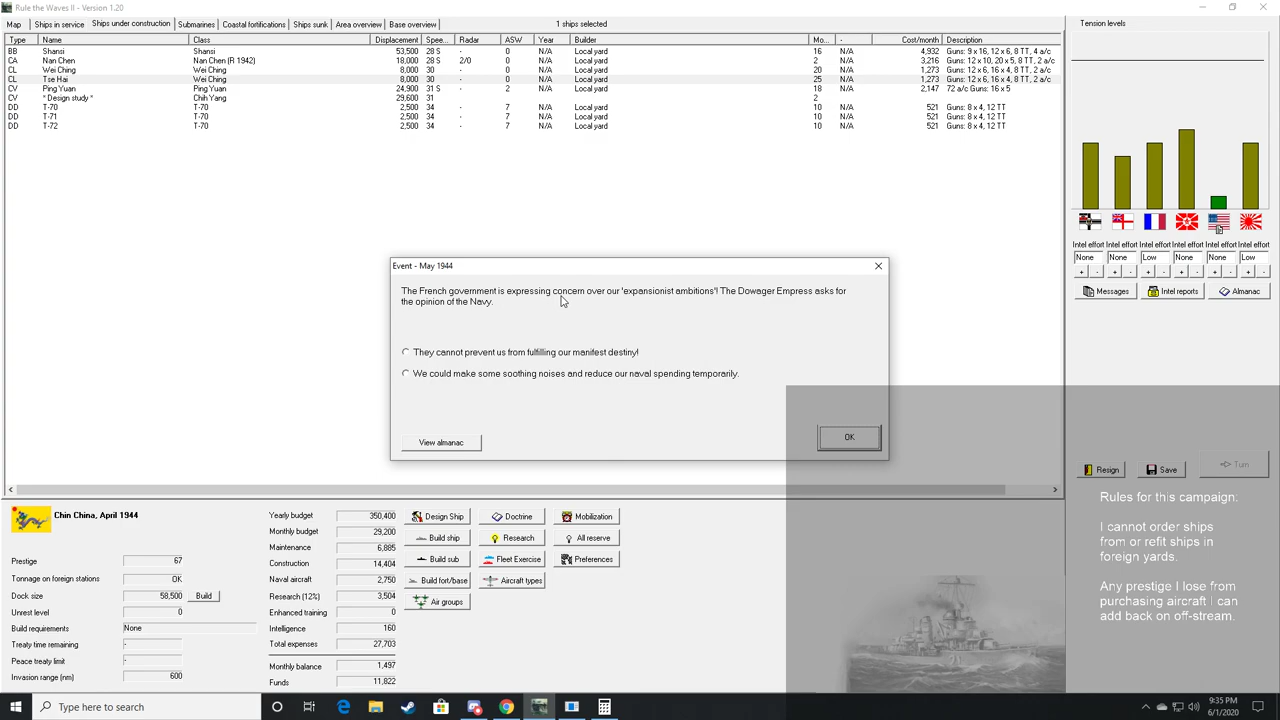 Rule the Waves II - Version 1.20
Map Ships in service Ships under construction Submarines Coastal fortifications Ships sunk Area overview Base overview 1 ships selected
Type Name Class Displacement Spee... Radar ASW Year Builder Mo... - Cost/month Description
BB Shansi Shansi 53,500 28 S - 0 N/A Local yard 16 N/A 4,932 Guns: 9 x 16, 12 x 6, 8 TT, 4 a/c
CA Nan Chen Nan Chen (R 1942) 18,000 28 S 2/0 0 N/A Local yard 2 N/A 3,216 Guns: 12 x 10, 20 x 5, 8 TT, 2 a/c
CL Wei Ching Wei Ching 8,000 30 - 0 N/A Local yard 20 N/A 1,273 Guns: 12 x 6, 16 x 4, 8 TT, 2 a/c
CL Tse Hai Wei Ching 8,000 30 - 0 N/A Local yard 25 N/A 1,273 Guns: 12 x 6, 16 x 4, 8 TT, 2 a/c
CV Ping Yuan Ping Yuan 24,900 31 S - 2 N/A Local yard 18 N/A 2,147 72 a/c Guns: 16 x 5
CV * Design study * Chih Yang 29,600 31 2
DD T-70 T-70 2,500 34 - 7 N/A Local yard 10 N/A 521 Guns: 8 x 4, 12 TT
DD T-71 T-70 2,500 34 - 7 N/A Local yard 10 N/A 521 Guns: 8 x 4, 12 TT
DD T-72 T-70 2,500 34 - 7 N/A Local yard 10 N/A 521 Guns: 8 x 4, 12 TT
Tension levels
Intel effort Intel effort Intel effort Intel effort Intel effort Intel effort
None None Low None None Low
+ - + - + - + - + - + -
Messages Intel reports Almanac
Event - May 1944
The French government is expressing concern over our 'expansionist ambitions'! The Dowager Empress asks for
the opinion of the Navy.
They cannot prevent us from fulfilling our manifest destiny!
We could make some soothing noises and reduce our naval spending temporarily.
View almanac OK
Resign Save Turn
Rules for this campaign:
I cannot order ships
from or refit ships in
foreign yards.
Any prestige I lose from
purchasing aircraft I can
add back on off-stream.
Chin China, April 1944
Prestige 67
Tonnage on foreign stations OK
Dock size 58,500 Build
Unrest level 0
Build requirements None
Treaty time remaining -
Peace treaty limit -
Invasion range (nm) 600
Yearly budget 350,400
Monthly budget 29,200
Maintenance 6,885
Construction 14,404
Naval aircraft 2,750
Research (12%) 3,504
Enhanced training 0
Intelligence 160
Total expenses 27,703
Monthly balance 1,497
Funds 11,822
Design Ship Doctrine Mobilization
Build ship Research All reserve
Build sub Fleet Exercise Preferences
Build fort/base Aircraft types
Air groups
Type here to search
9:35 PM
6/1/2020